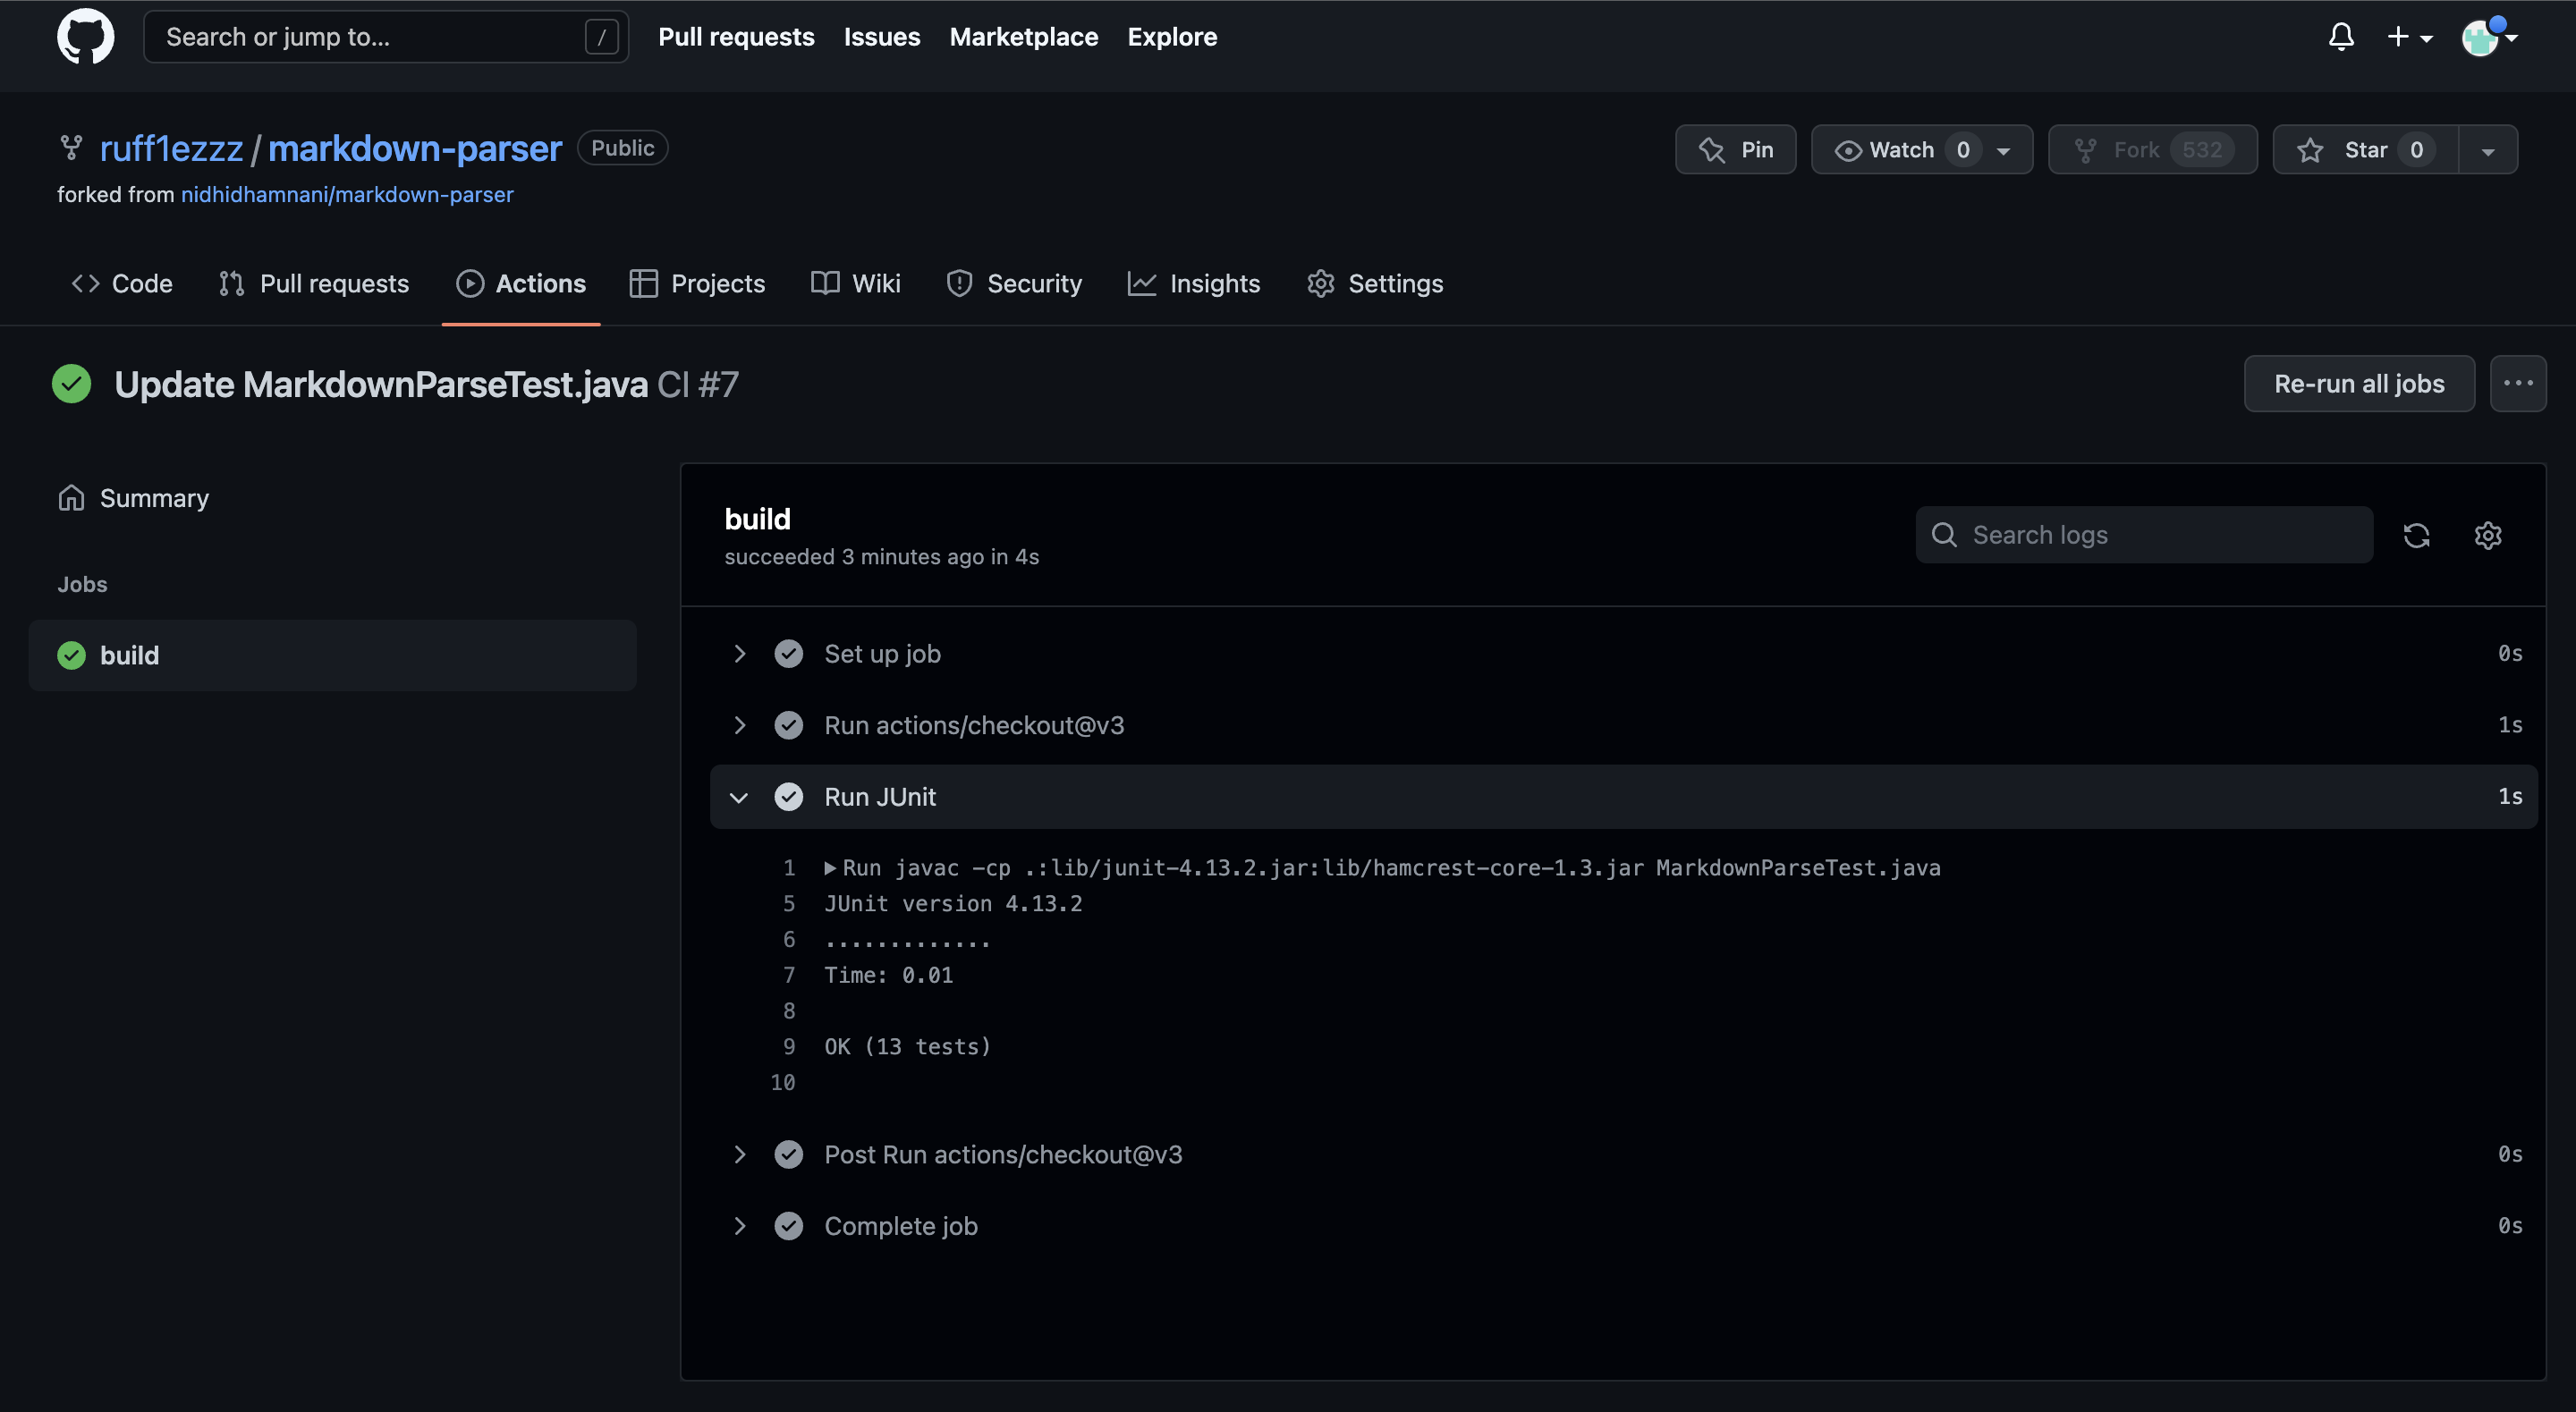 Search or jump to... / Pull requests Issues Marketplace Explore
ruff1ezzz / markdown-parser Public Pin Watch 0 Fork 532 Star 0
forked from nidhidhamnani/markdown-parser
Code Pull requests Actions Projects Wiki Security Insights Settings
Update MarkdownParseTest.java CI #7 Re-run all jobs ...
Summary
Jobs
build
build
succeeded 3 minutes ago in 4s
Search logs
Set up job 0s
Run actions/checkout@v3 1s
Run JUnit 1s
1 Run javac -cp .:lib/junit-4.13.2.jar:lib/hamcrest-core-1.3.jar MarkdownParseTest.java
5 JUnit version 4.13.2
6 .............
7 Time: 0.01
8
9 OK (13 tests)
10
Post Run actions/checkout@v3 0s
Complete job 0s